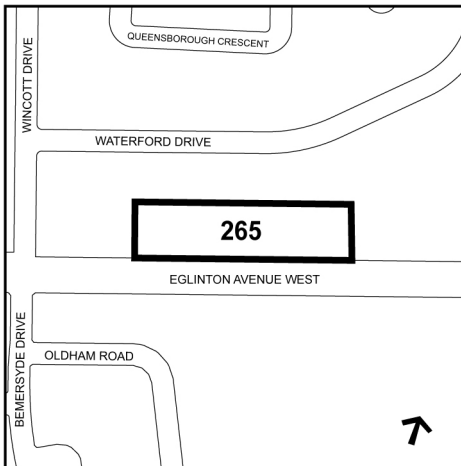 QUEENSBOROUGH CRESCENT
WINCOTT DRIVE
WATERFORD DRIVE
265
EGLINTON AVENUE WEST
BEMERSYDE DRIVE
OLDHAM ROAD